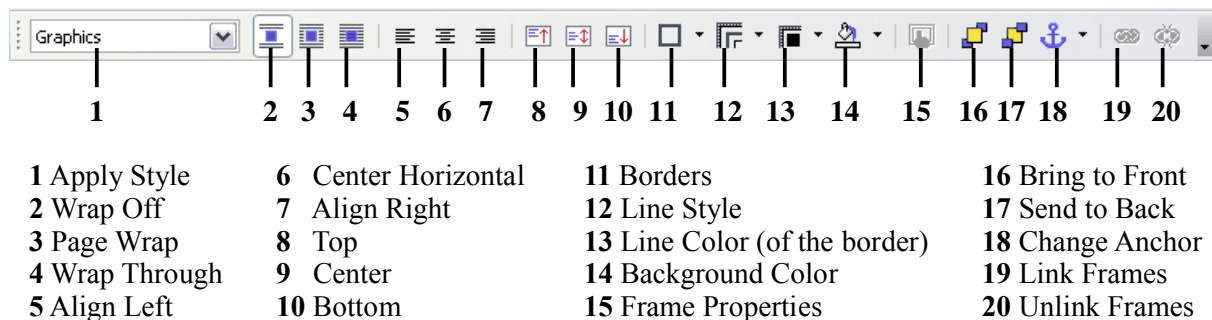 Graphics
1 2 3 4 5 6 7 8 9 10 11 12 13 14 15 16 17 18 19 20
1 Apply Style
2 Wrap Off
3 Page Wrap
4 Wrap Through
5 Align Left
6 Center Horizontal
7 Align Right
8 Top
9 Center
10 Bottom
11 Borders
12 Line Style
13 Line Color (of the border)
14 Background Color
15 Frame Properties
16 Bring to Front
17 Send to Back
18 Change Anchor
19 Link Frames
20 Unlink Frames